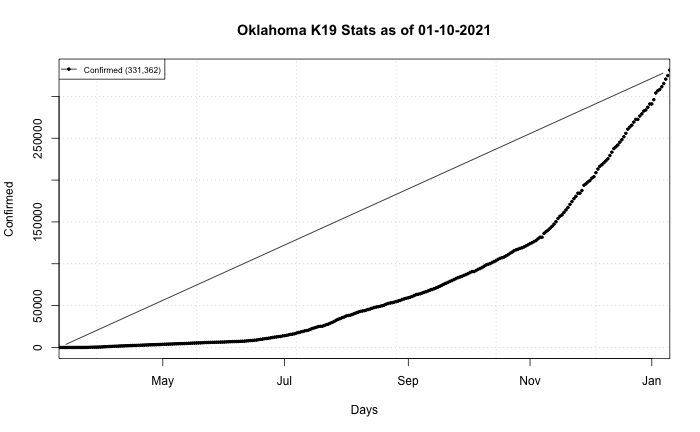 Oklahoma K19 Stats as of 01-10-2021
Confirmed (331,362)
Confirmed
250000
150000
50000
0
May Jul Sep Nov Jan
Days